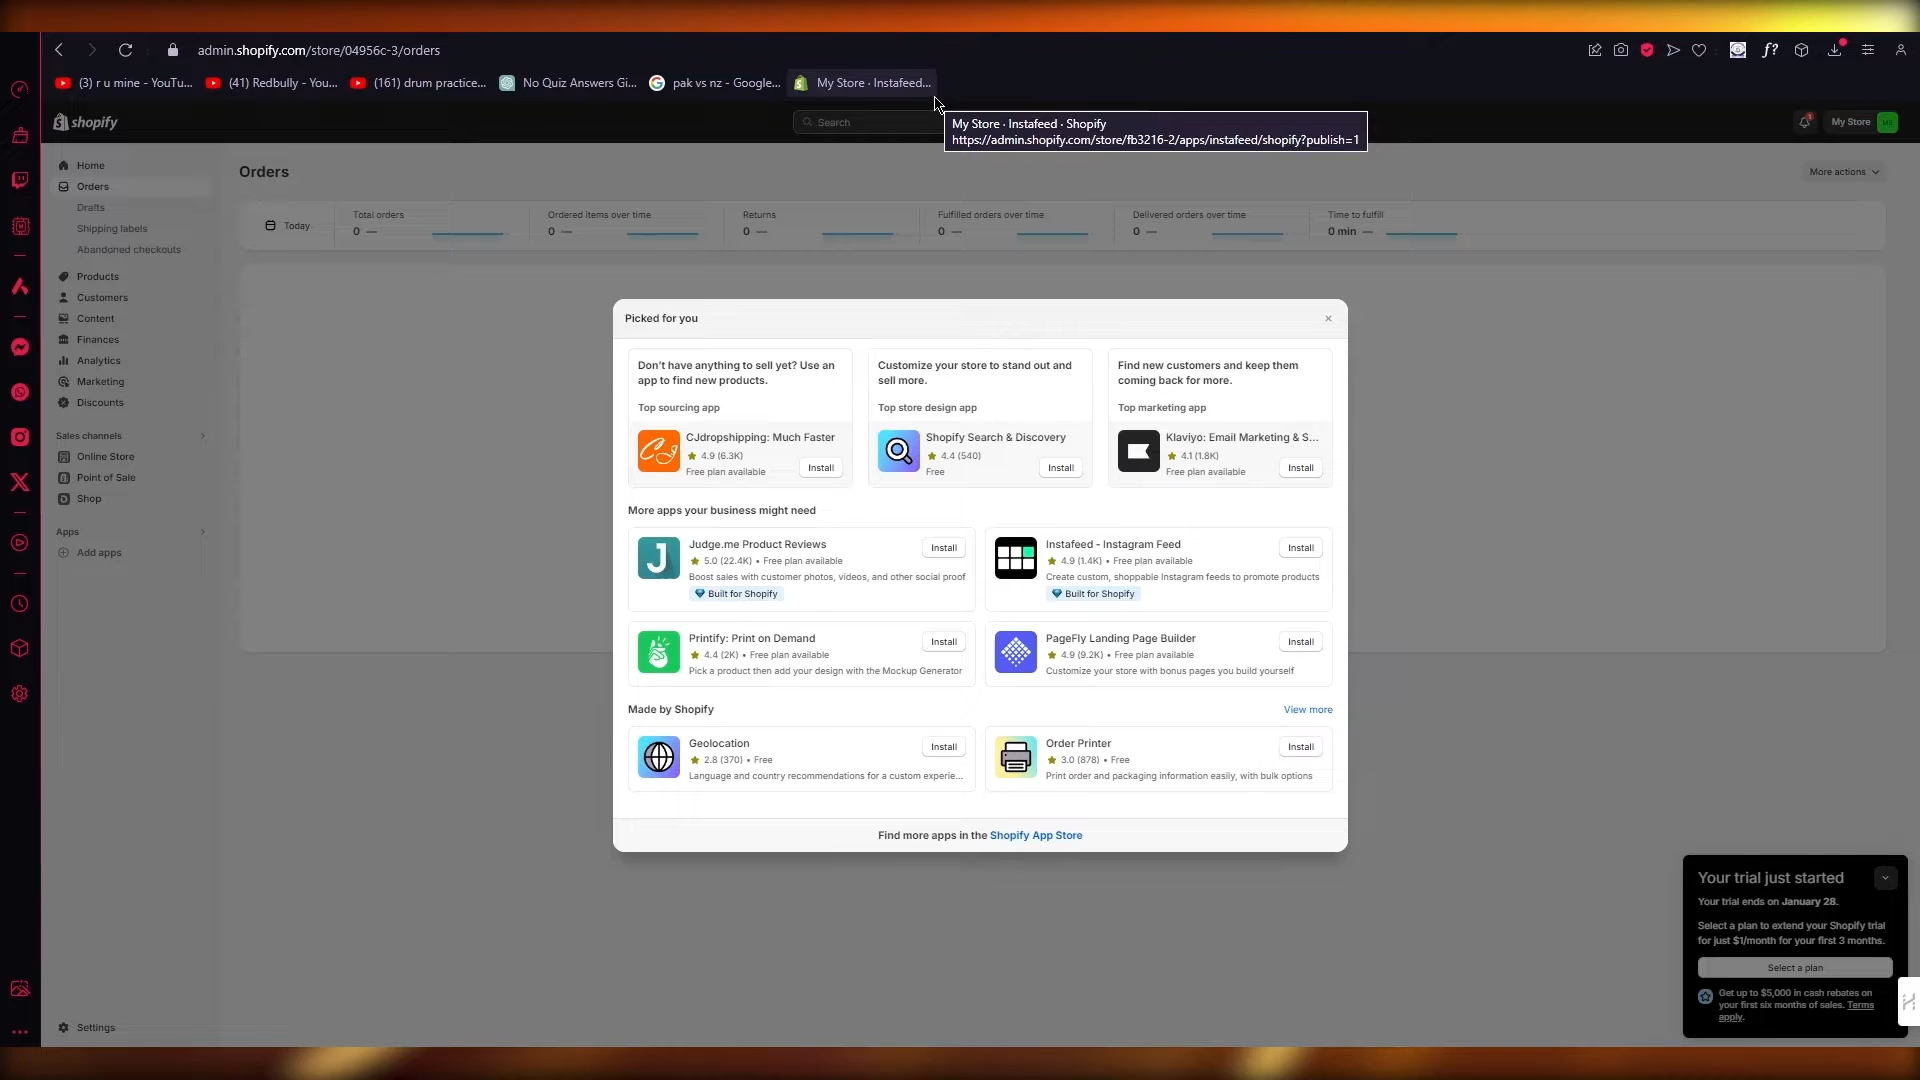 admin.shopify.com/store/04956c-3/orders
(3) r u mine - YouTu...
(41) Redbully - You...
(161) drum practice...
No Quiz Answers Gi...
pak vs nz - Google...
My Store · Instafeed...
shopify
Search
My Store · Instafeed · Shopify
https://admin.shopify.com/store/fb3216-2/apps/instafeed/shopify?publish=1
My Store
Home
Orders
Drafts
Shipping labels
Abandoned checkouts
Products
Customers
Content
Finances
Analytics
Marketing
Discounts
Sales channels
Online Store
Point of Sale
Shop
Apps
Add apps
Settings
Orders
More actions
Today
Total orders
0 —
Ordered items over time
0 —
Returns
0 —
Fulfilled orders over time
0 —
Delivered orders over time
0 —
Time to fulfill
0 min —
Picked for you
Don't have anything to sell yet? Use an
app to find new products.
Top sourcing app
CJdropshipping: Much Faster
4.9 (6.3K)
Free plan available
Install
Customize your store to stand out and
sell more.
Top store design app
Shopify Search & Discovery
4.4 (540)
Free
Install
Find new customers and keep them
coming back for more.
Top marketing app
Klaviyo: Email Marketing & S...
4.1 (1.8K)
Free plan available
Install
More apps your business might need
Judge.me Product Reviews
5.0 (22.4K) • Free plan available
Boost sales with customer photos, videos, and other social proof
Built for Shopify
Install
Instafeed - Instagram Feed
4.9 (1.4K) • Free plan available
Create custom, shoppable Instagram feeds to promote products
Built for Shopify
Install
Printify: Print on Demand
4.4 (2K) • Free plan available
Pick a product then add your design with the Mockup Generator
Install
PageFly Landing Page Builder
4.9 (9.2K) • Free plan available
Customize your store with bonus pages you build yourself
Install
Made by Shopify
View more
Geolocation
2.8 (370) • Free
Language and country recommendations for a custom experie...
Install
Order Printer
3.0 (878) • Free
Print order and packaging information easily, with bulk options
Install
Find more apps in the Shopify App Store
Your trial just started
Your trial ends on January 28.
Select a plan to extend your Shopify trial
for just $1/month for your first 3 months.
Select a plan
Get up to $5,000 in cash rebates on
your first six months of sales. Terms
apply.